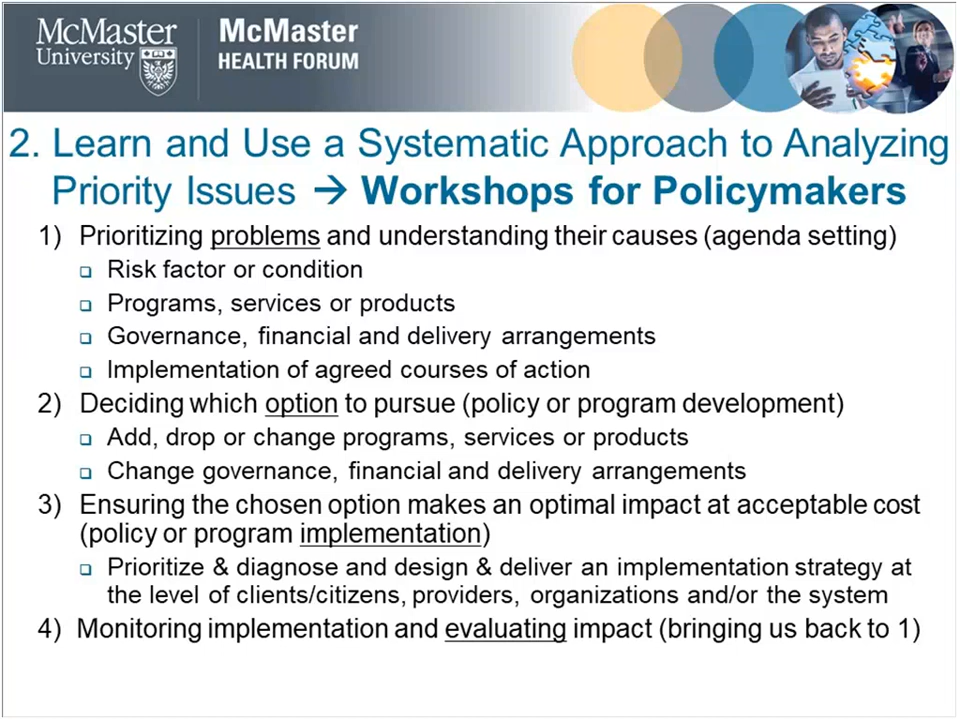 McMaster
University
McMaster
HEALTH FORUM
2. Learn and Use a Systematic Approach to Analyzing
Priority Issues → Workshops for Policymakers
1) Prioritizing problems and understanding their causes (agenda setting)
❑ Risk factor or condition
❑ Programs, services or products
❑ Governance, financial and delivery arrangements
❑ Implementation of agreed courses of action
2) Deciding which option to pursue (policy or program development)
❑ Add, drop or change programs, services or products
❑ Change governance, financial and delivery arrangements
3) Ensuring the chosen option makes an optimal impact at acceptable cost
(policy or program implementation)
❑ Prioritize & diagnose and design & deliver an implementation strategy at
the level of clients/citizens, providers, organizations and/or the system
4) Monitoring implementation and evaluating impact (bringing us back to 1)